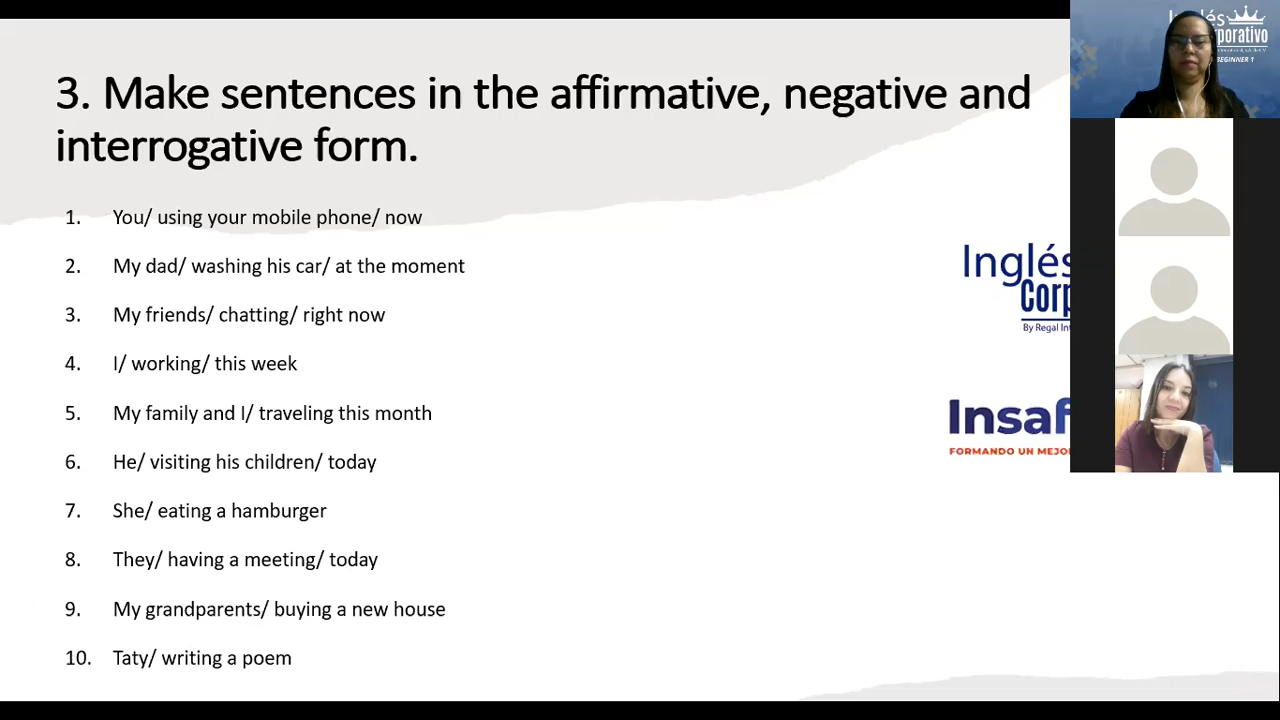 3. Make sentences in the affirmative, negative and
interrogative form.
1. You/ using your mobile phone/ now
2. My dad/ washing his car/ at the moment
3. My friends/ chatting/ right now
4. I/ working/ this week
5. My family and I/ traveling this month
6. He/ visiting his children/ today
7. She/ eating a hamburger
8. They/ having a meeting/ today
9. My grandparents/ buying a new house
10. Taty/ writing a poem
Inglés
Corp
By Regal Int
Insaf
FORMANDO UN MEJO
BEGINNER 1